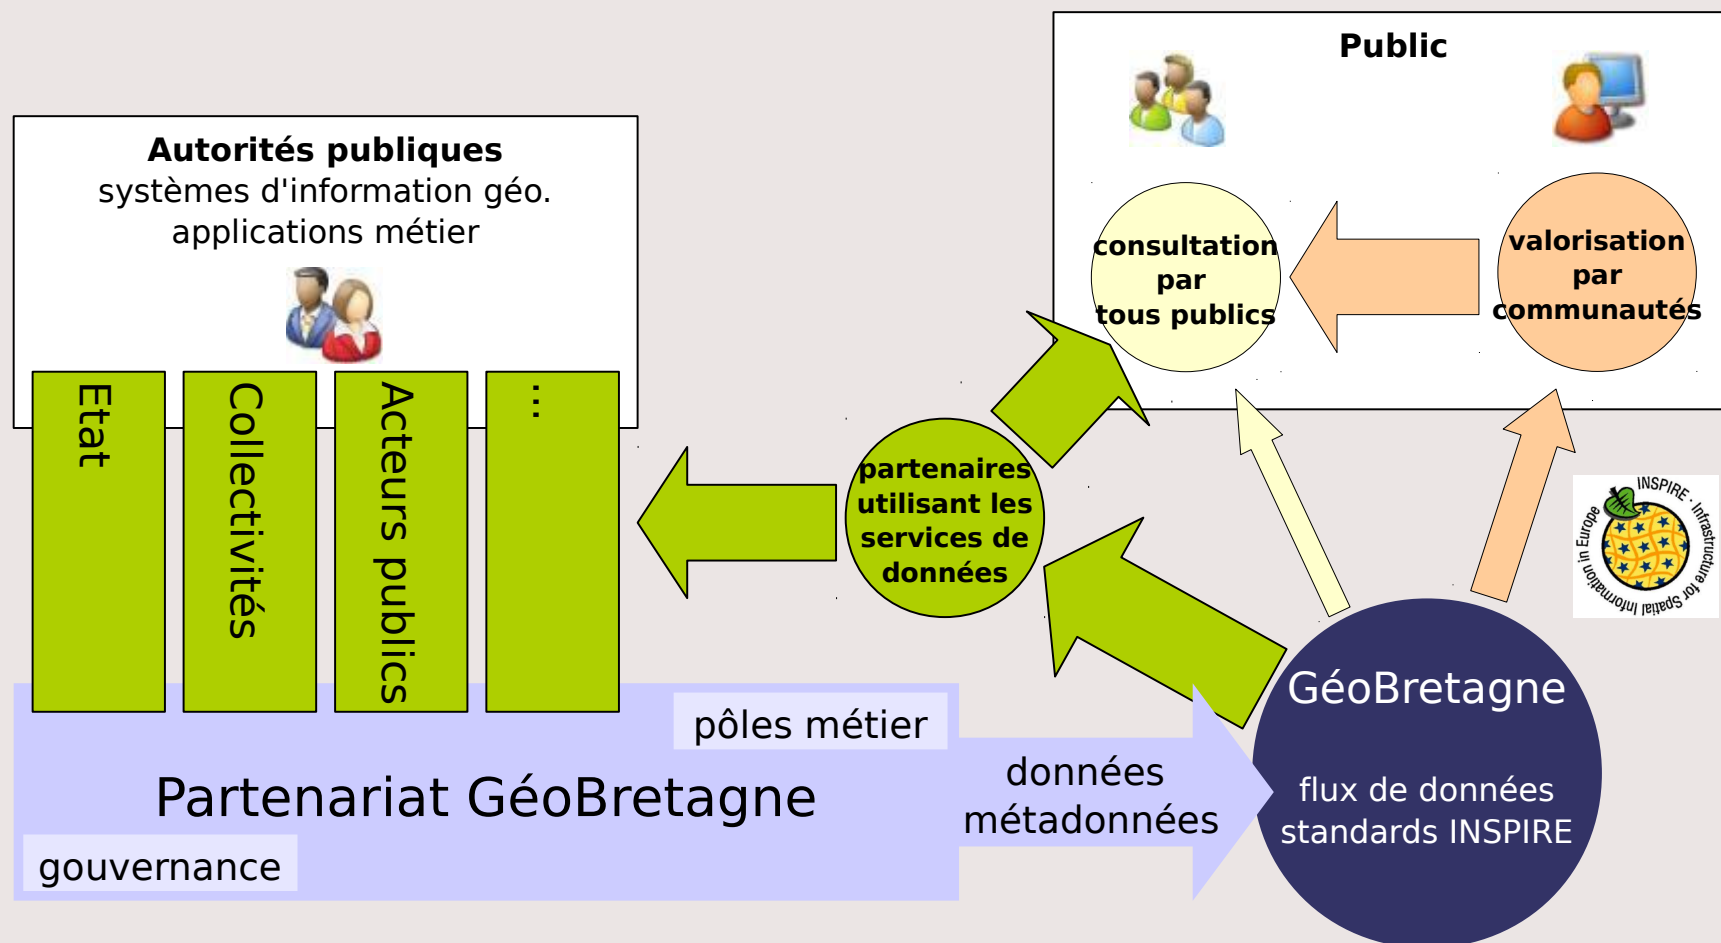 Public
Autorités publiques
systèmes d'information géo.
applications métier
consultation
par
tous publics
valorisation
par
communautés
Etat
Collectivités
Acteurs publics
...
partenaires
utilisant les
services de
données
INSPIRE - Infrastructure for Spatial Information in Europe
GéoBretagne
flux de données
standards INSPIRE
pôles métier
Partenariat GéoBretagne
gouvernance
données
métadonnées